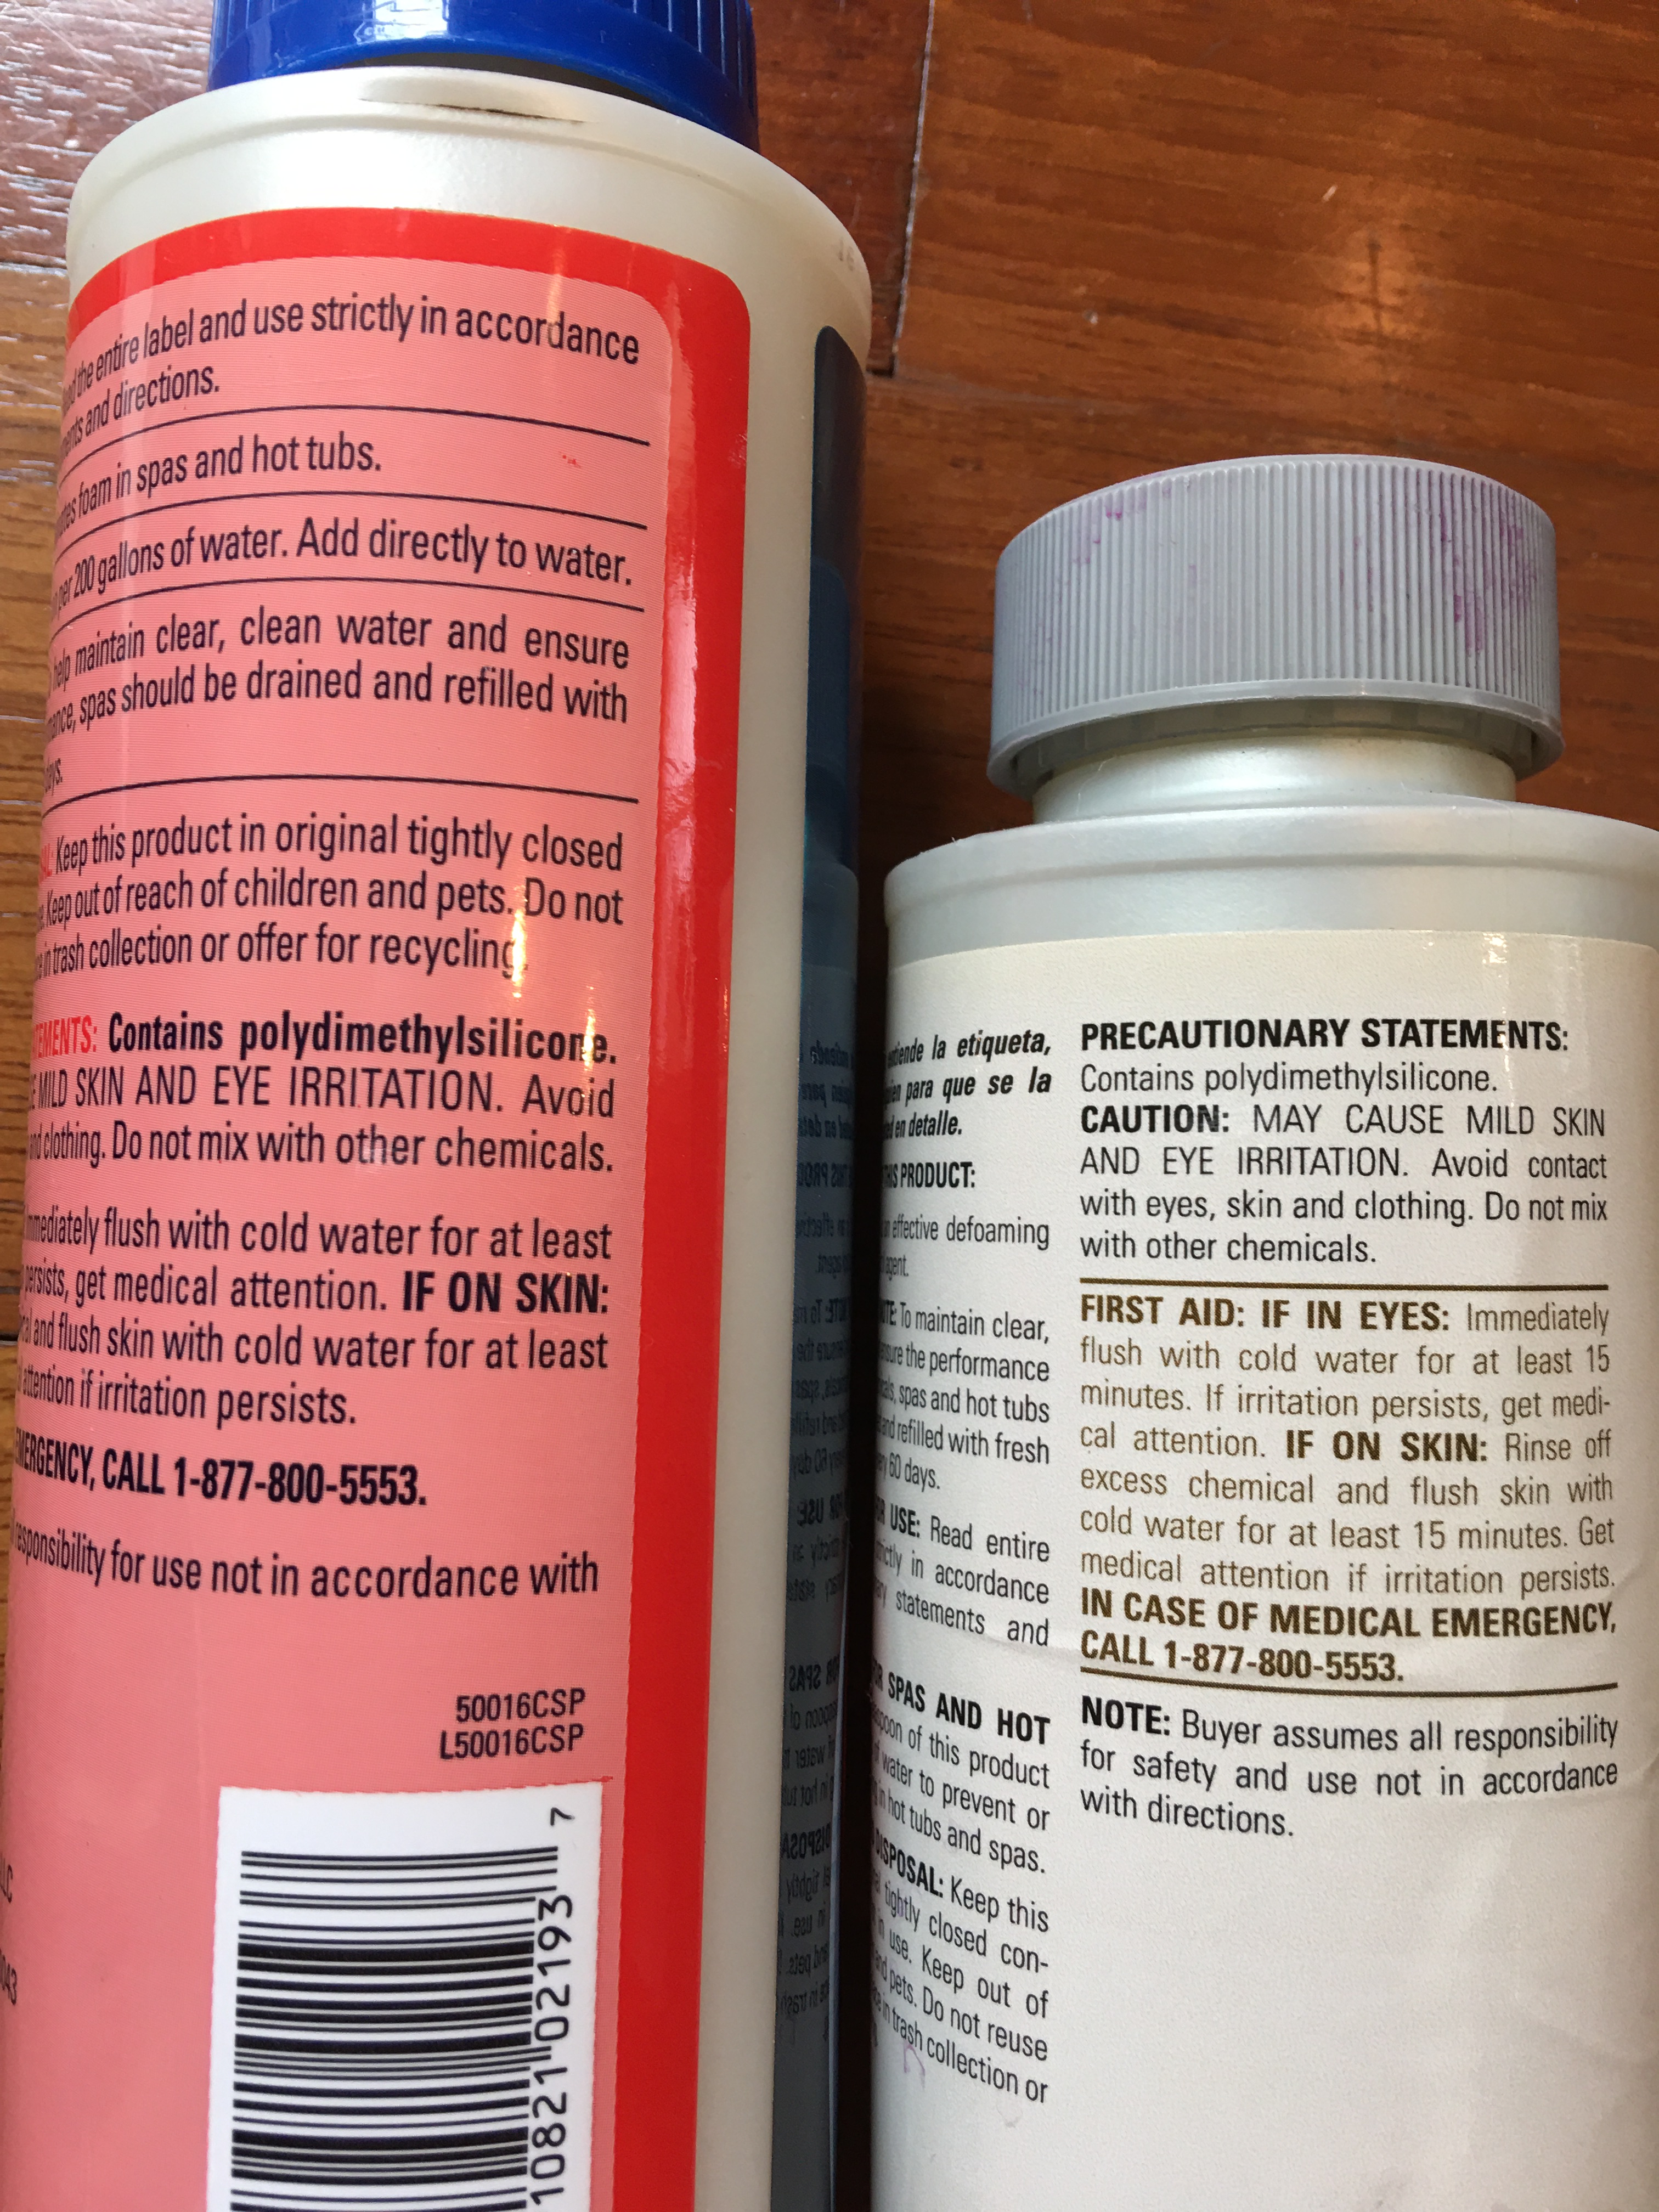 the entire label and use strictly in accordance
and directions.
foam in spas and hot tubs.
per 200 gallons of water. Add directly to water.
help maintain clear, clean water and ensure
spas should be drained and refilled with
days.
Keep this product in original tightly closed
Keep out of reach of children and pets. Do not
in trash collection or offer for recycling.
Contains polydimethylsilicone.
MILD SKIN AND EYE IRRITATION. Avoid
and clothing. Do not mix with other chemicals.
flush with cold water for at least
persists, get medical attention. IF ON SKIN:
and flush skin with cold water for at least
attention if irritation persists.
EMERGENCY, CALL 1-877-800-5553.
responsibility for use not in accordance with
50016CSP
L50016CSP
10821 02193 7
la etiqueta,
para que se la
en detalle.
THIS PRODUCT:
effective defoaming
agent.
To maintain clear,
the performance
spas and hot tubs
and refilled with fresh
60 days.
USE: Read entire
in accordance
statements and
SPAS AND HOT
of this product
water to prevent or
in hot tubs and spas.
DISPOSAL: Keep this
tightly closed con-
in use. Keep out of
and pets. Do not reuse
in trash collection or
PRECAUTIONARY STATEMENTS:
Contains polydimethylsilicone.
CAUTION: MAY CAUSE MILD SKIN
AND EYE IRRITATION. Avoid contact
with eyes, skin and clothing. Do not mix
with other chemicals.
FIRST AID: IF IN EYES: Immediately
flush with cold water for at least 15
minutes. If irritation persists, get medi-
cal attention. IF ON SKIN: Rinse off
excess chemical and flush skin with
cold water for at least 15 minutes. Get
medical attention if irritation persists.
IN CASE OF MEDICAL EMERGENCY,
CALL 1-877-800-5553.
NOTE: Buyer assumes all responsibility
for safety and use not in accordance
with directions.